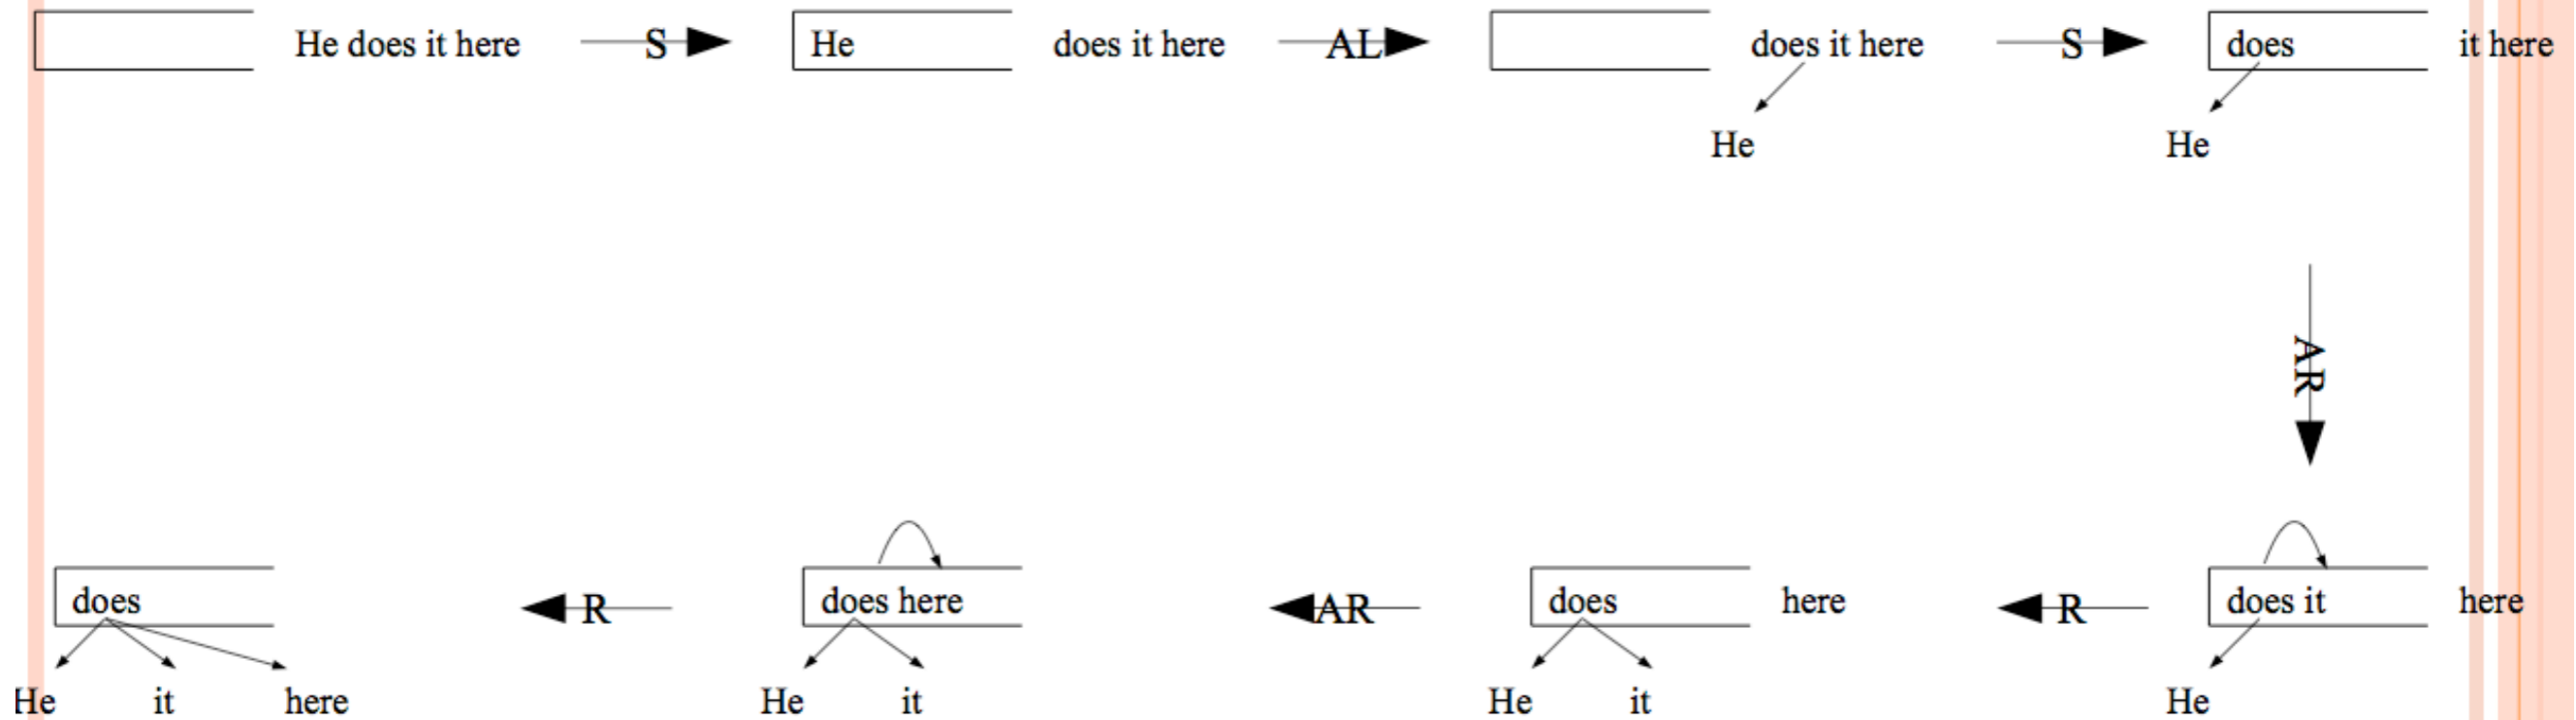 He does it here S He does it here AL does it here S does it here
He He
AR
does R does here AR does here R does it here
He it here He it He it He